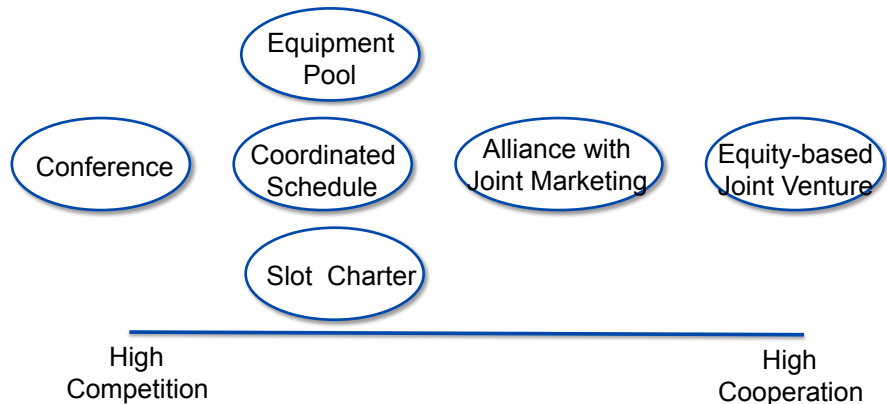 Equipment
Pool
Conference
Coordinated
Schedule
Alliance with
Joint Marketing
Equity-based
Joint Venture
Slot Charter
High
Competition
High
Cooperation